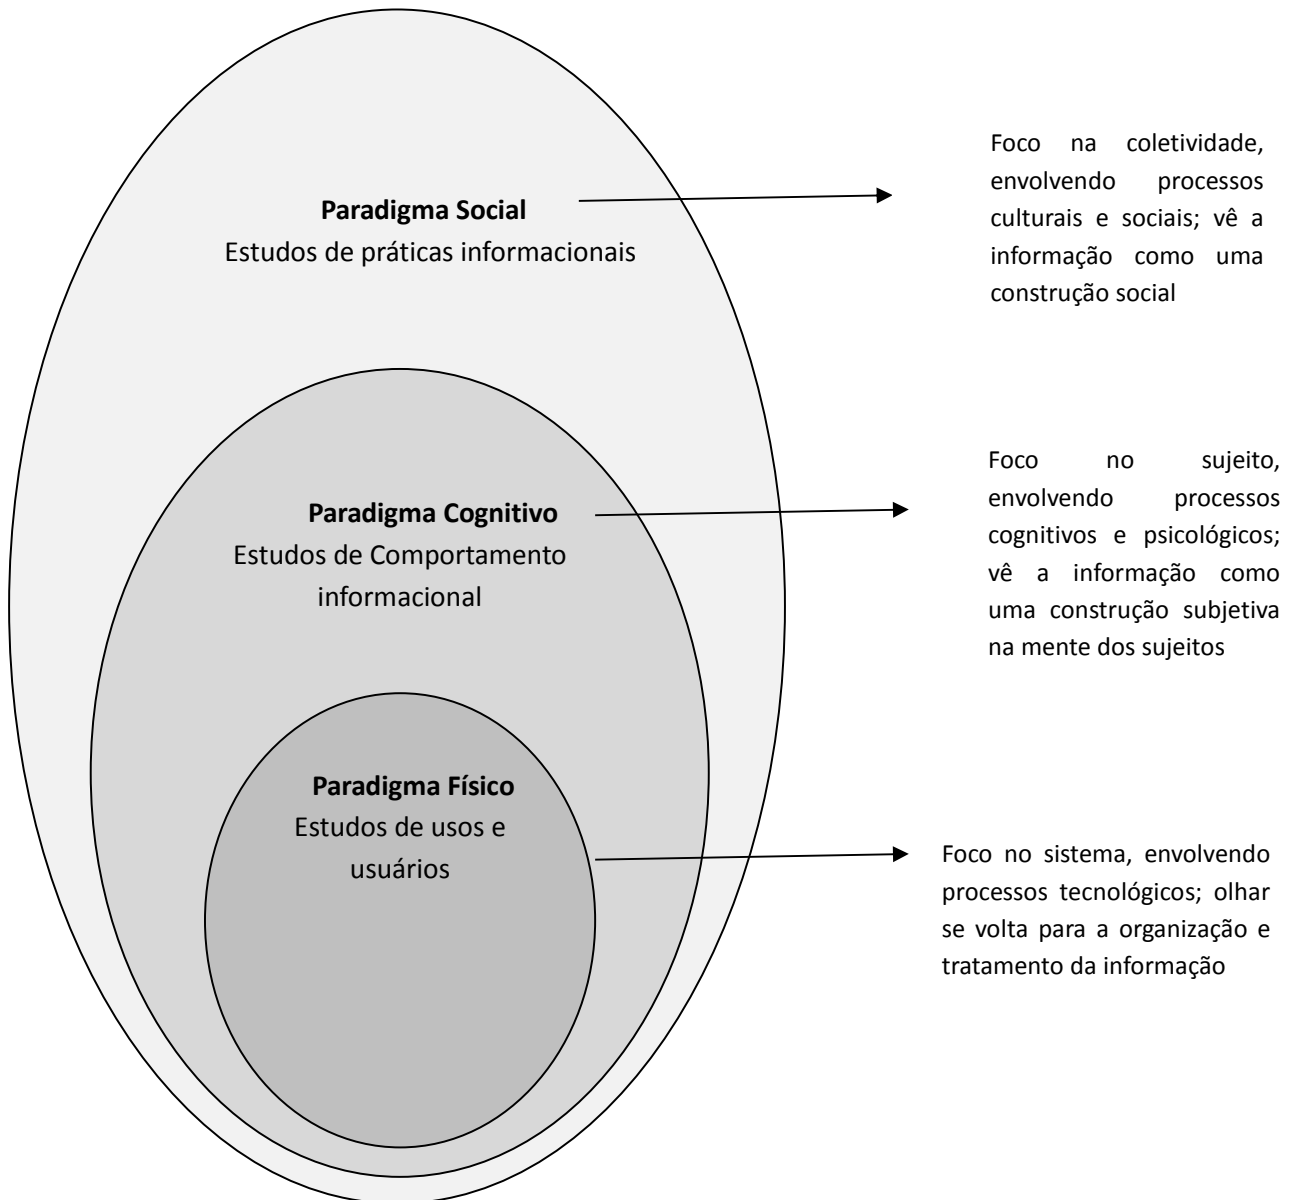 Paradigma Social
Estudos de práticas informacionais
Foco na coletividade,
envolvendo processos
culturais e sociais; vê a
informação como uma
construção social
Paradigma Cognitivo
Estudos de Comportamento
informacional
Foco no sujeito,
envolvendo processos
cognitivos e psicológicos;
vê a informação como
uma construção subjetiva
na mente dos sujeitos
Paradigma Físico
Estudos de usos e
usuários
Foco no sistema, envolvendo
processos tecnológicos; olhar
se volta para a organização e
tratamento da informação